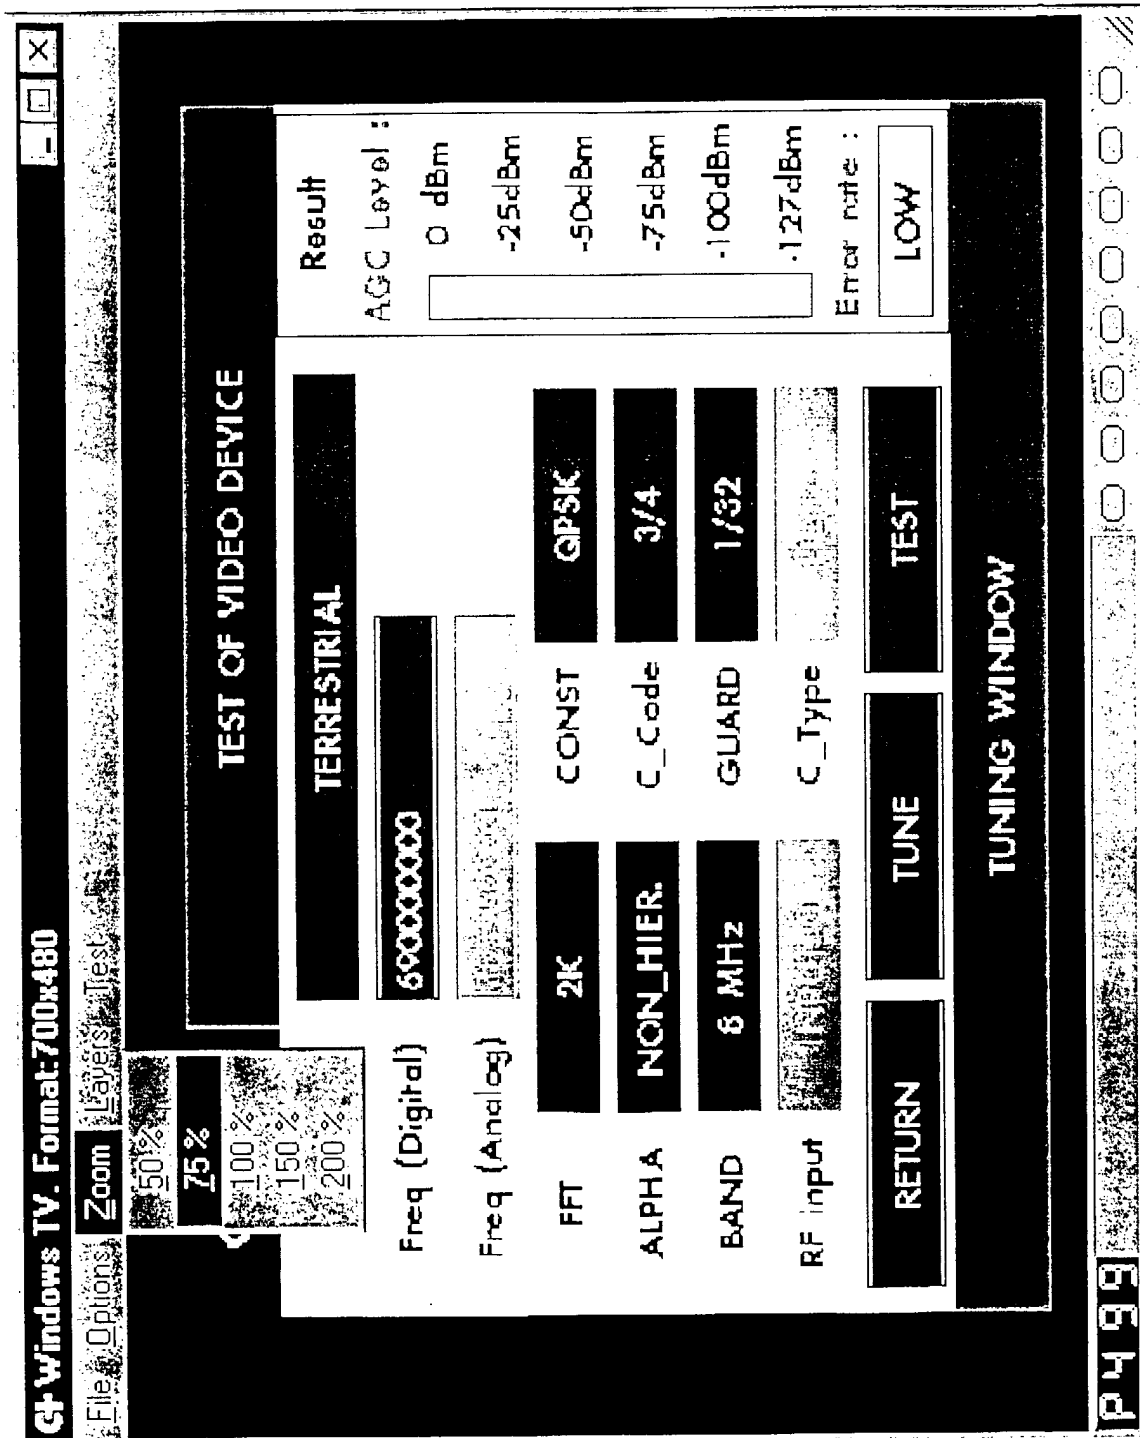 C+ Windows TV. Format:700x480
File Options Zoom Layers Test
50 %
75 %
100 %
150 %
200 %
TEST OF VIDEO DEVICE
TERRESTRIAL
Freq (Digital) 690000000
Freq (Analog)
FFT 2K CONST QPSK
ALPHA NON_HIER. C_Code 3/4
BAND 8 MHz GUARD 1/32
RF input C_Type
RETURN TUNE TEST
Result
AGC Level :
0 dBm
-25dBm
-50dBm
-75dBm
-100dBm
-127dBm
Error rate :
LOW
TUNING WINDOW
P499